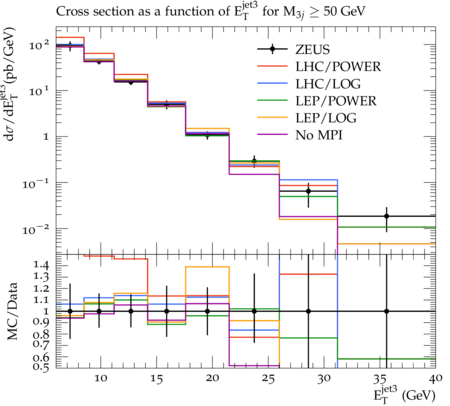 Cross section as a function of E_T^jet3 for M_3j ≥ 50 GeV
dσ/dE_T^jet3 (pb/GeV)
10^2
10
1
10^−1
10^−2
ZEUS
LHC/POWER
LHC/LOG
LEP/POWER
LEP/LOG
No MPI
MC/Data
1.4
1.3
1.2
1.1
1
0.9
0.8
0.7
0.6
0.5
10 15 20 25 30 35 40
E_T^jet3 (GeV)